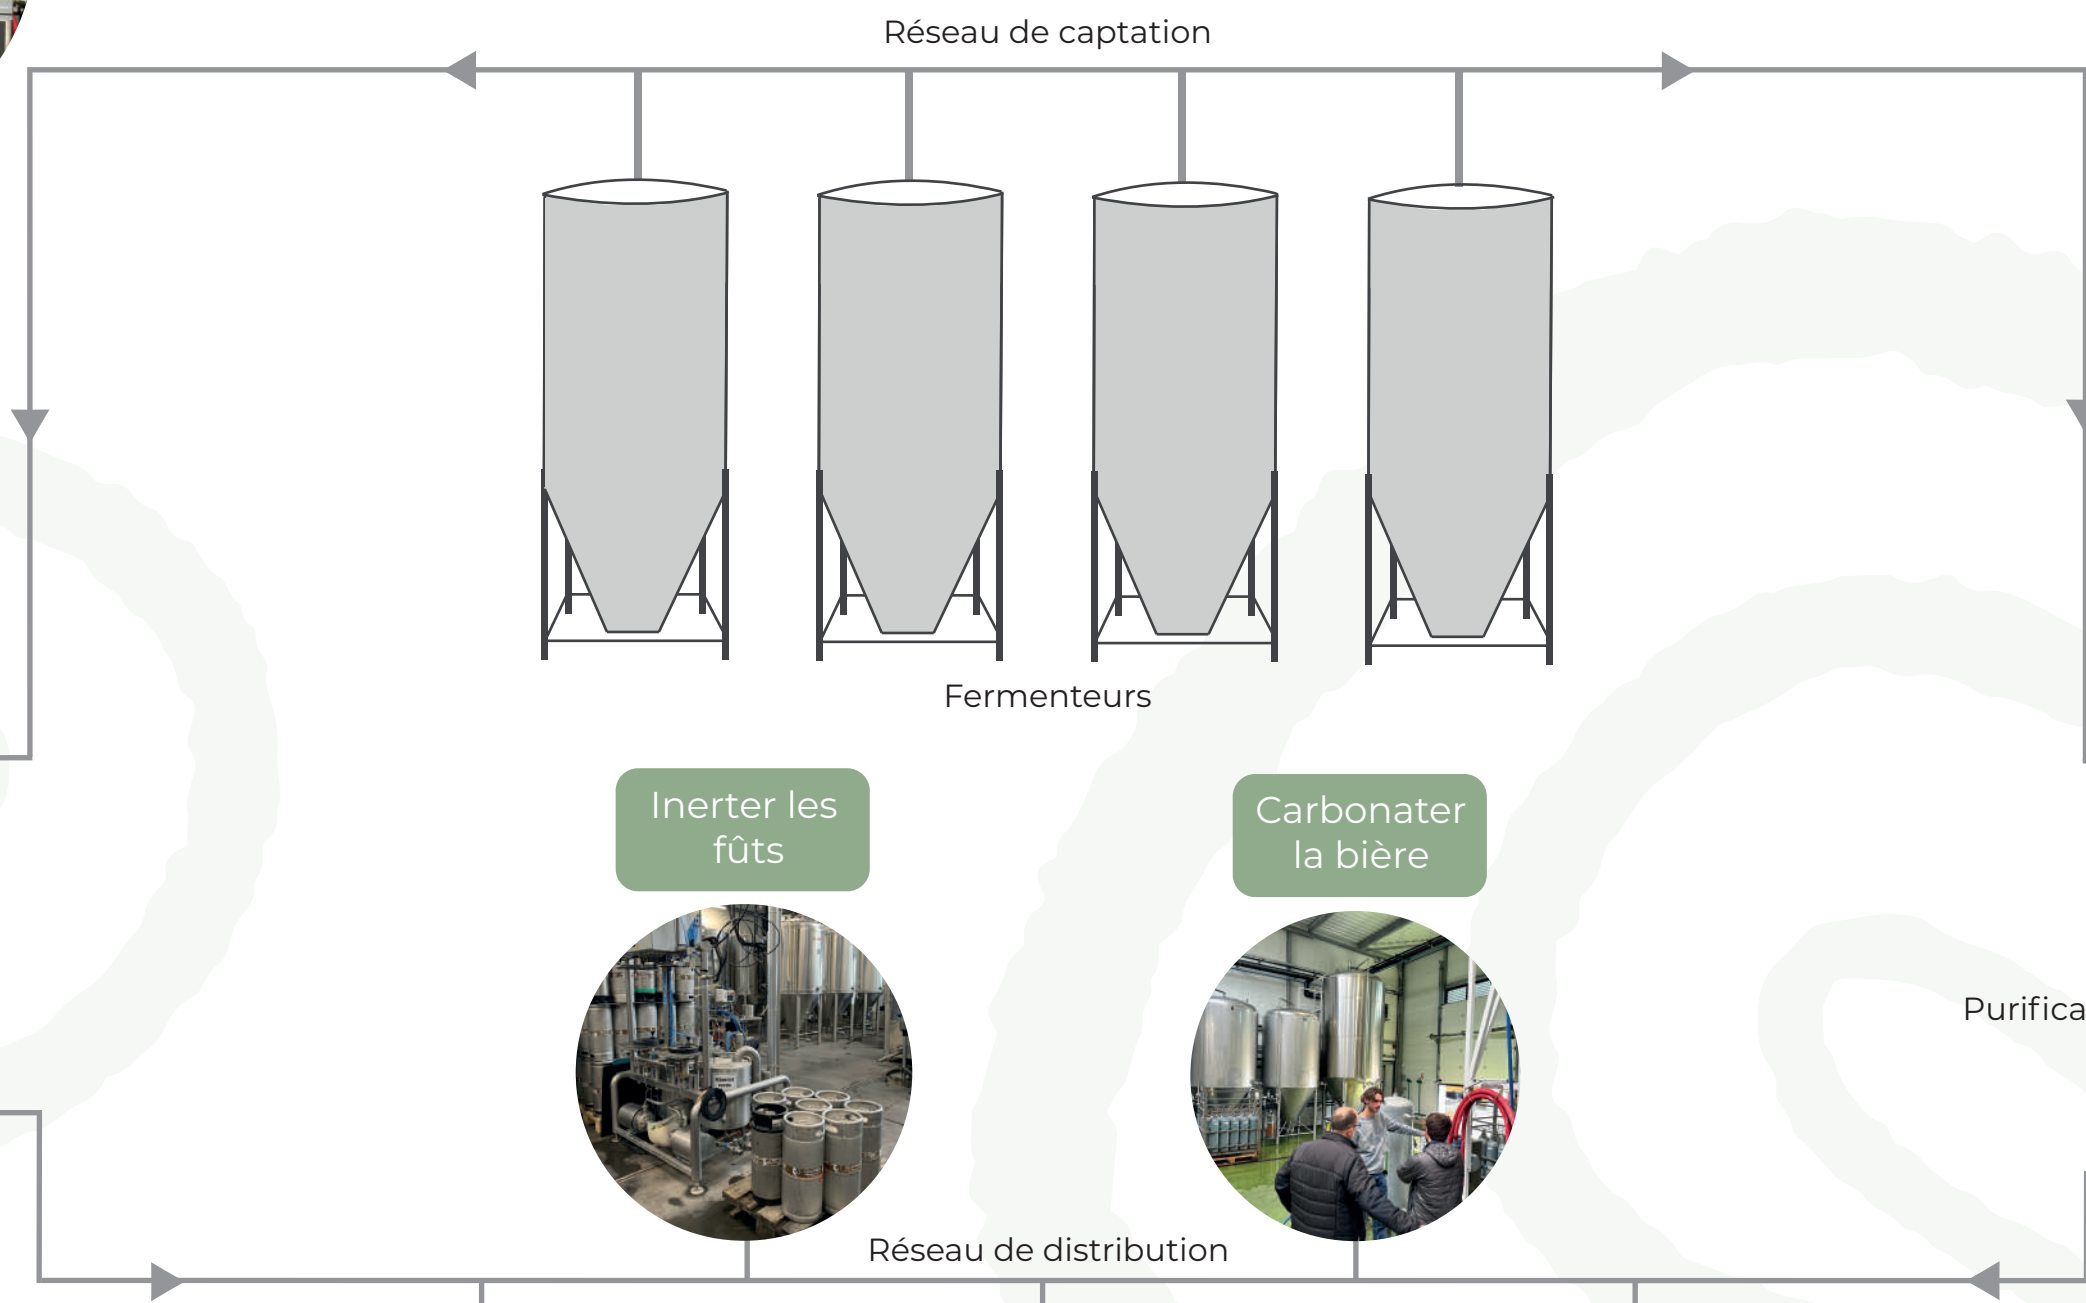 Réseau de captation
Fermenteurs
Inerter les
fûts
Carbonater
la bière
Purifica
Réseau de distribution